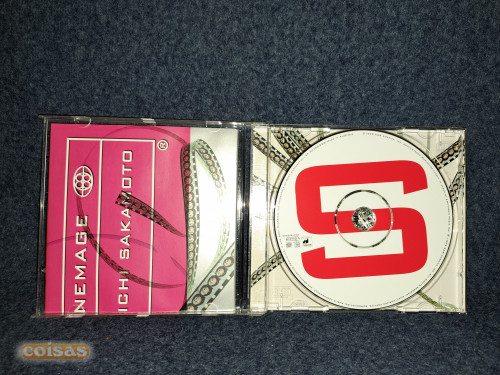 NEMAGE
ICHI SAKAMOTO ®
S
coisas